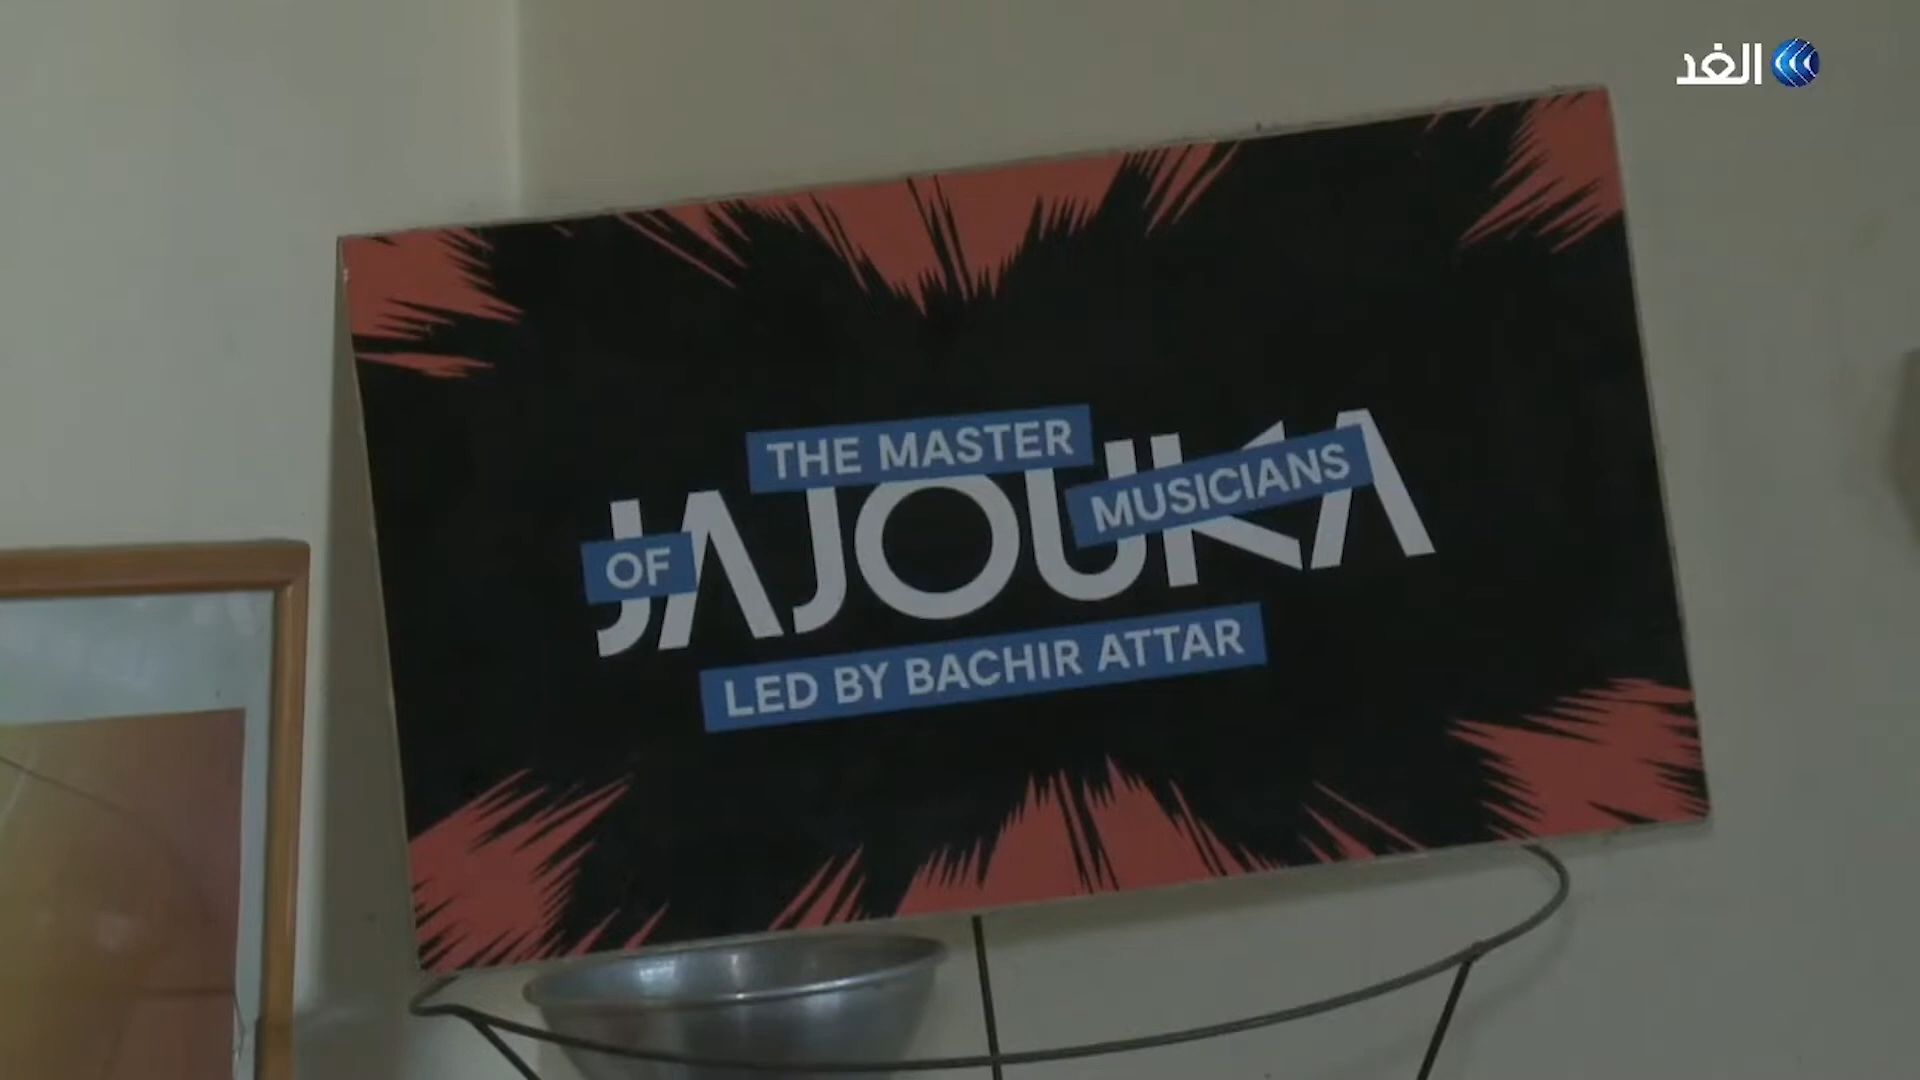 الغد
THE MASTER
MUSICIANS
OF
JAJOUKA
LED BY BACHIR ATTAR